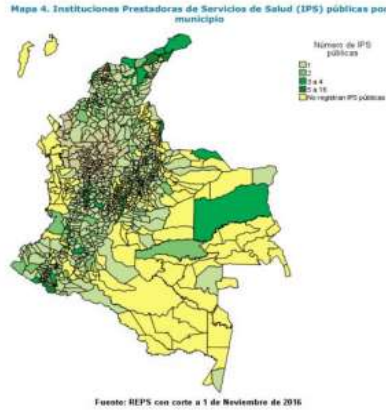 Mapa 4. Instituciones Prestadoras de Servicios de Salud (IPS) públicas por
municipio
Número de IPS
públicas
1
2
3 a 4
5 a 16
No registran IPS públicas
Fuente: REPS con corte a 1 de Noviembre de 2016